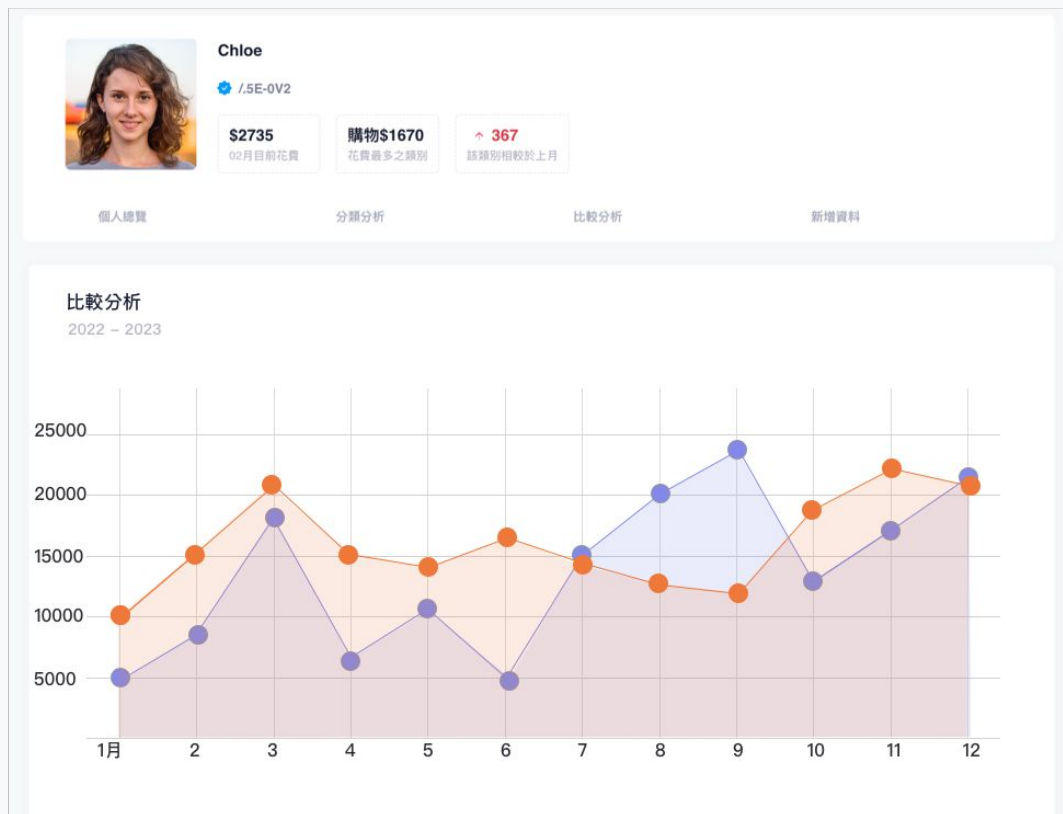 Chloe
/.5E-0V2
$2735 購物$1670 367
02月目前花費 花費最多之類別 該類別相較於上月
個人總覽 分類分析 比較分析 新增資料
比較分析
2022 – 2023
25000
20000
15000
10000
5000
1月 2 3 4 5 6 7 8 9 10 11 12